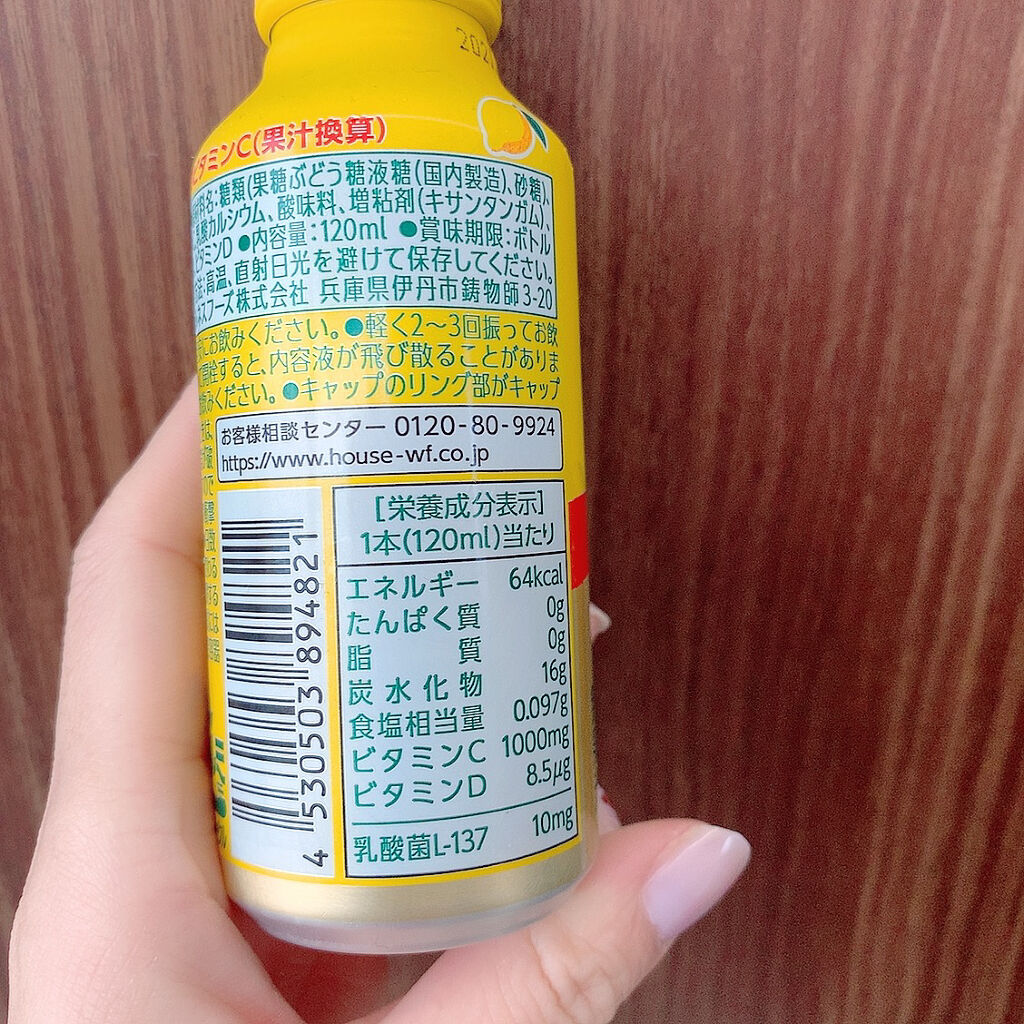 202
ビタミンC(果汁換算)
材料名:糖類(果糖ぶどう糖液糖(国内製造)、砂糖)、
乳酸カルシウム、酸味料、増粘剤(キサンタンガム)、
ビタミンD ●内容量:120ml ●賞味期限:ボトル
法:高温、直射日光を避けて保存してください。
ネスフーズ株式会社 兵庫県伊丹市鋳物師3-20
にお飲みください。●軽く2〜3回振ってお飲
開栓すると、内容液が飛び散ることがありま
飲みください。●キャップのリング部がキャップ
お客様相談センター 0120-80-9924
https://www.house-wf.co.jp
[栄養成分表示]
1本(120ml)当たり
エネルギー 64kcal
たんぱく質 0g
脂質 0g
炭水化物 16g
食塩相当量 0.097g
ビタミンC 1000mg
ビタミンD 8.5μg
乳酸菌L-137 10mg
4 530503 894821